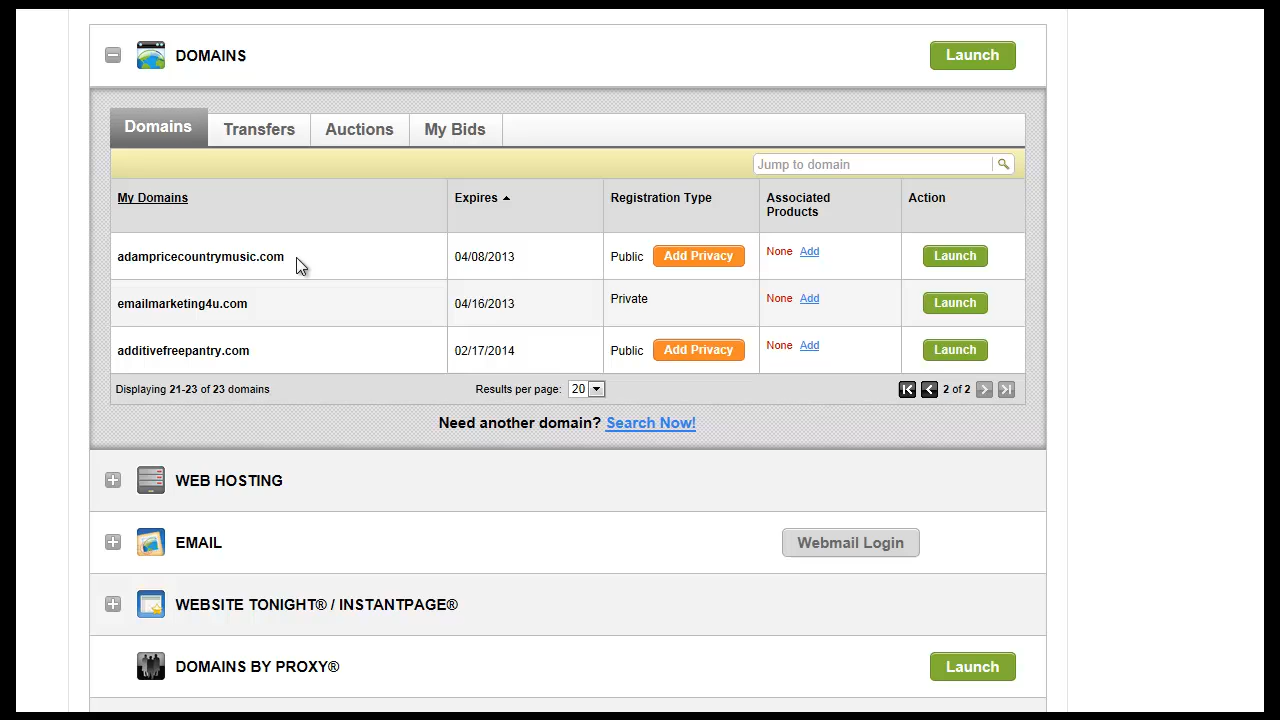 DOMAINS
Launch
Domains
Transfers
Auctions
My Bids
Jump to domain
My Domains
Expires
Registration Type
Associated
Products
Action
adampricecountrymusic.com
04/08/2013
Public
Add Privacy
None Add
Launch
emailmarketing4u.com
04/16/2013
Private
None Add
Launch
additivefreepantry.com
02/17/2014
Public
Add Privacy
None Add
Launch
Displaying 21-23 of 23 domains
Results per page: 20
2 of 2
Need another domain? Search Now!
WEB HOSTING
EMAIL
Webmail Login
WEBSITE TONIGHT® / INSTANTPAGE®
DOMAINS BY PROXY®
Launch